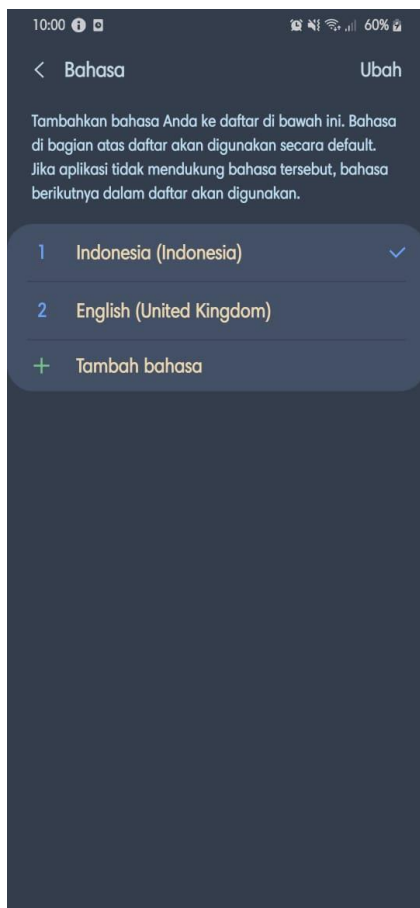 10:00 60%
Bahasa Ubah
Tambahkan bahasa Anda ke daftar di bawah ini. Bahasa
di bagian atas daftar akan digunakan secara default.
Jika aplikasi tidak mendukung bahasa tersebut, bahasa
berikutnya dalam daftar akan digunakan.
1 Indonesia (Indonesia)
2 English (United Kingdom)
+ Tambah bahasa